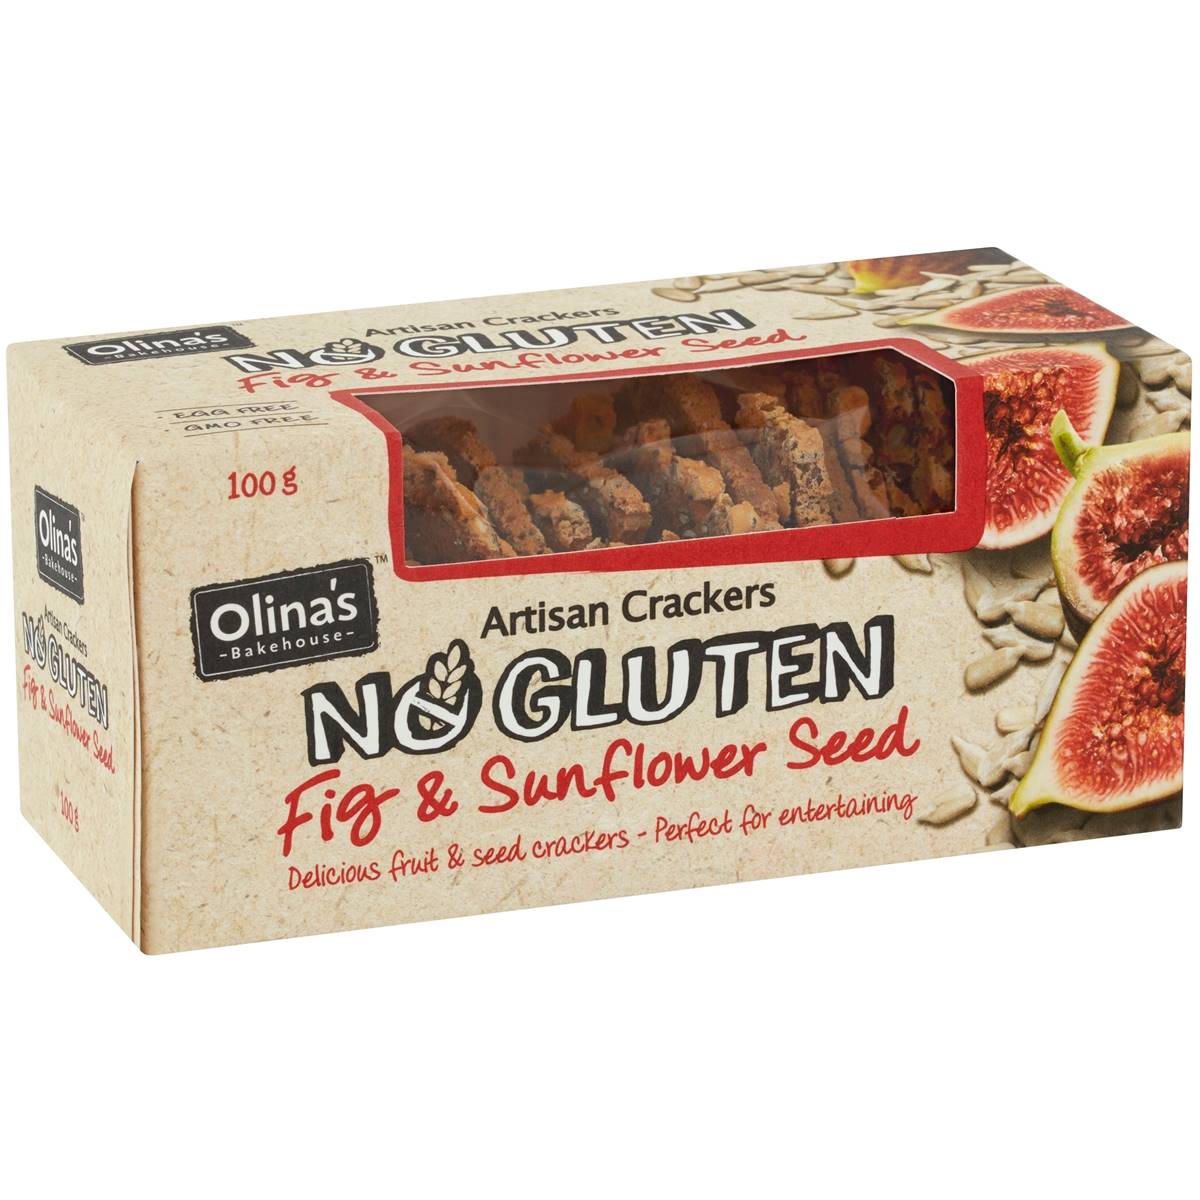 Olina's
-Bakehouse-
Artisan Crackers
NO GLUTEN
Fig & Sunflower Seed
· EGG FREE
· GMO FREE
100 g
Olina's
-Bakehouse-
™
Artisan Crackers
NO GLUTEN
Fig & Sunflower Seed
Delicious fruit & seed crackers - Perfect for entertaining
Olina's
-Bakehouse-
Artisan Crackers
NO GLUTEN
Fig & Sunflower Seed
100 g